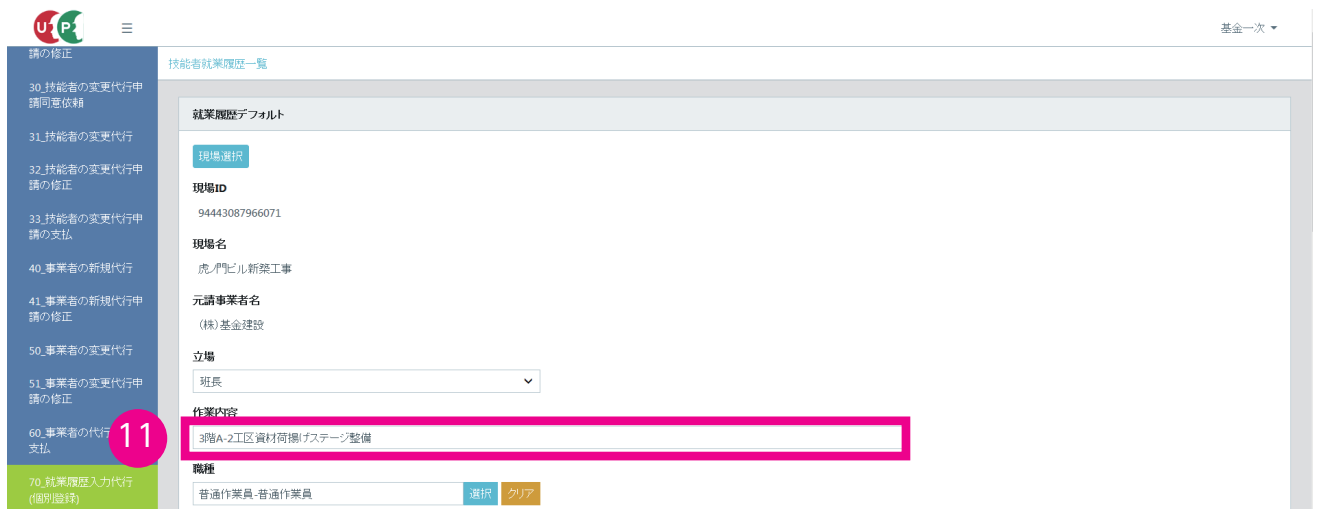 基金一次
請の修正
30_技能者の変更代行申
請同意依頼
31_技能者の変更代行
32_技能者の変更代行申
請の修正
33_技能者の変更代行申
請の支払
40_事業者の新規代行
41_事業者の新規代行申
請の修正
50_事業者の変更代行
51_事業者の変更代行申
請の修正
60_事業者の代行
支払
70_就業履歴入力代行
(個別登録)
技能者就業履歴一覧
就業履歴デフォルト
現場選択
現場ID
94443087966071
現場名
虎ノ門ビル新築工事
元請事業者名
(株)基金建設
立場
班長
作業内容
11
3階A-2工区資材荷揚げステージ整備
職種
普通作業員-普通作業員 選択 クリア